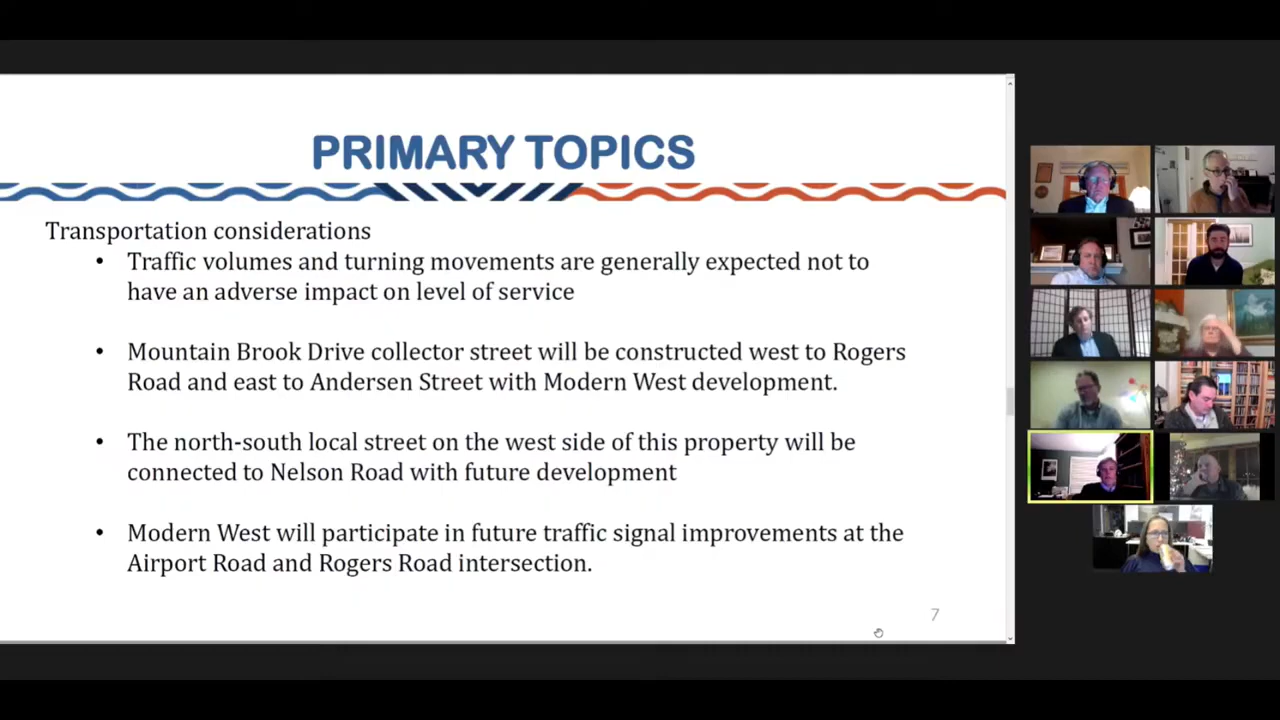 PRIMARY TOPICS
Transportation considerations
• Traffic volumes and turning movements are generally expected not to
have an adverse impact on level of service
• Mountain Brook Drive collector street will be constructed west to Rogers
Road and east to Andersen Street with Modern West development.
• The north-south local street on the west side of this property will be
connected to Nelson Road with future development
• Modern West will participate in future traffic signal improvements at the
Airport Road and Rogers Road intersection.
7